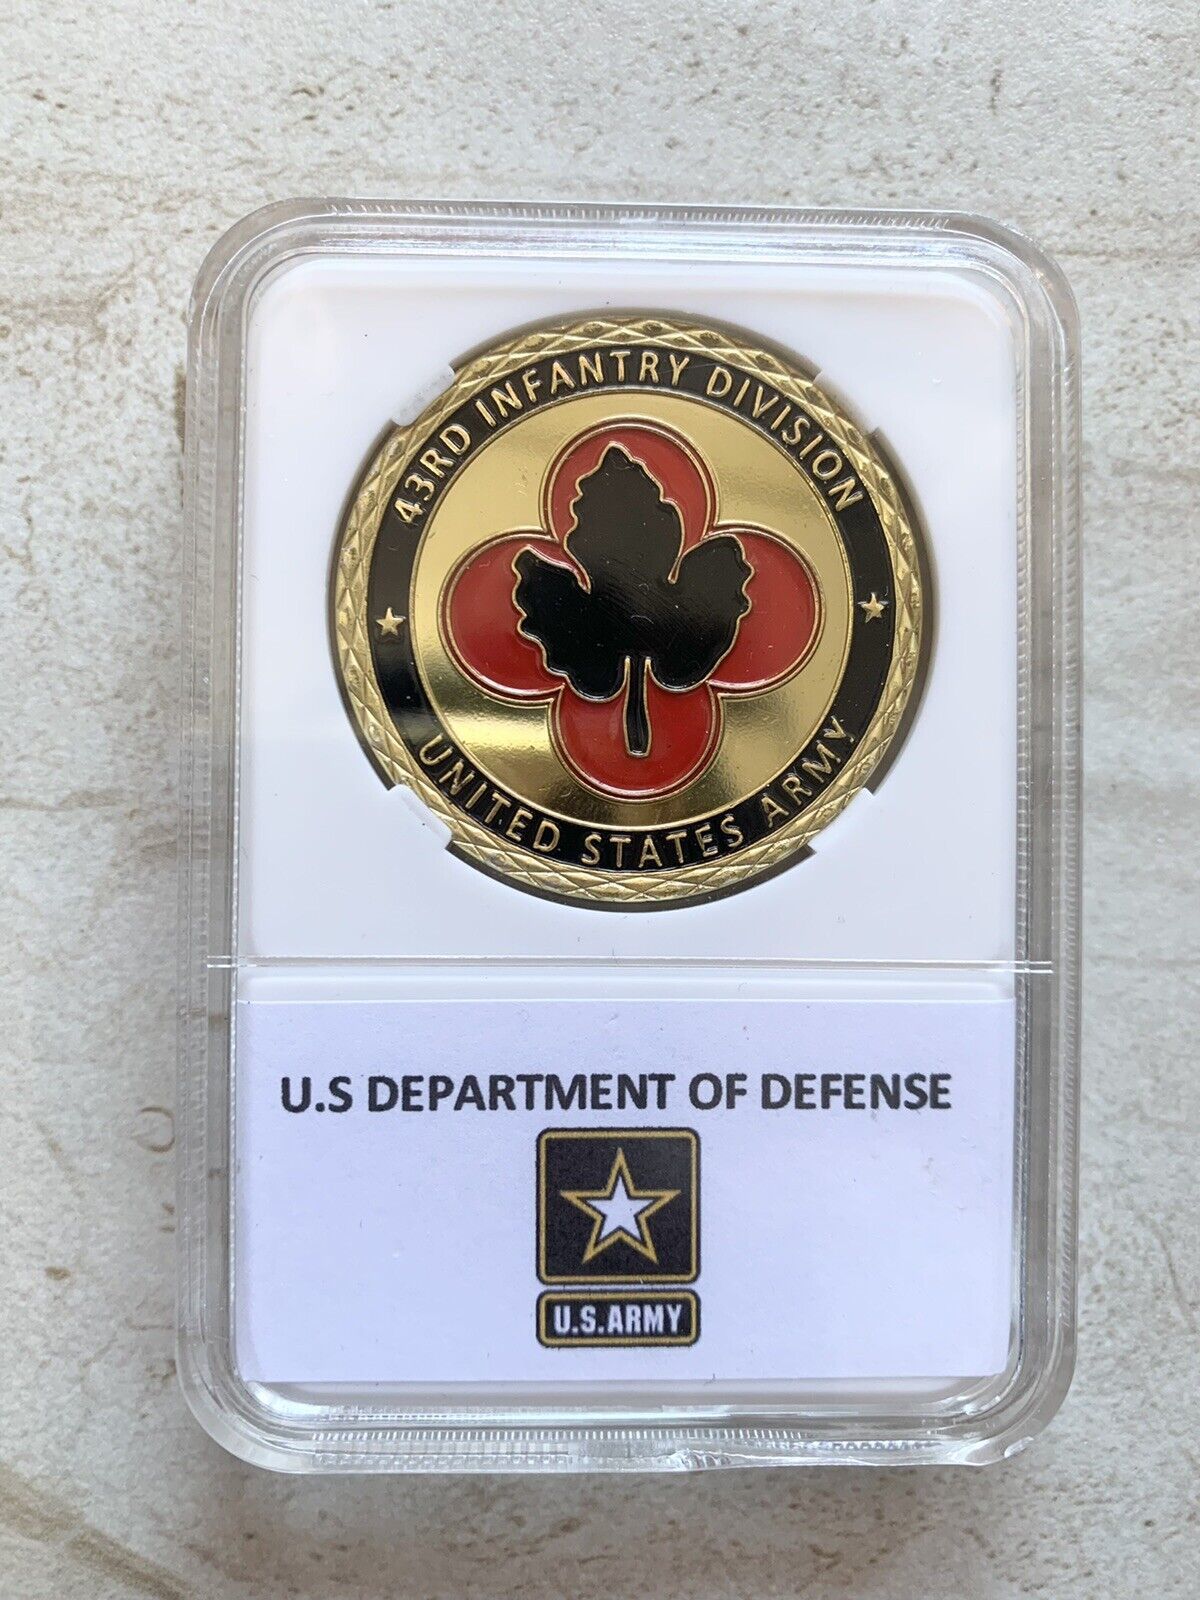 43RD INFANTRY DIVISION
UNITED STATES ARMY
U.S DEPARTMENT OF DEFENSE
U.S.ARMY